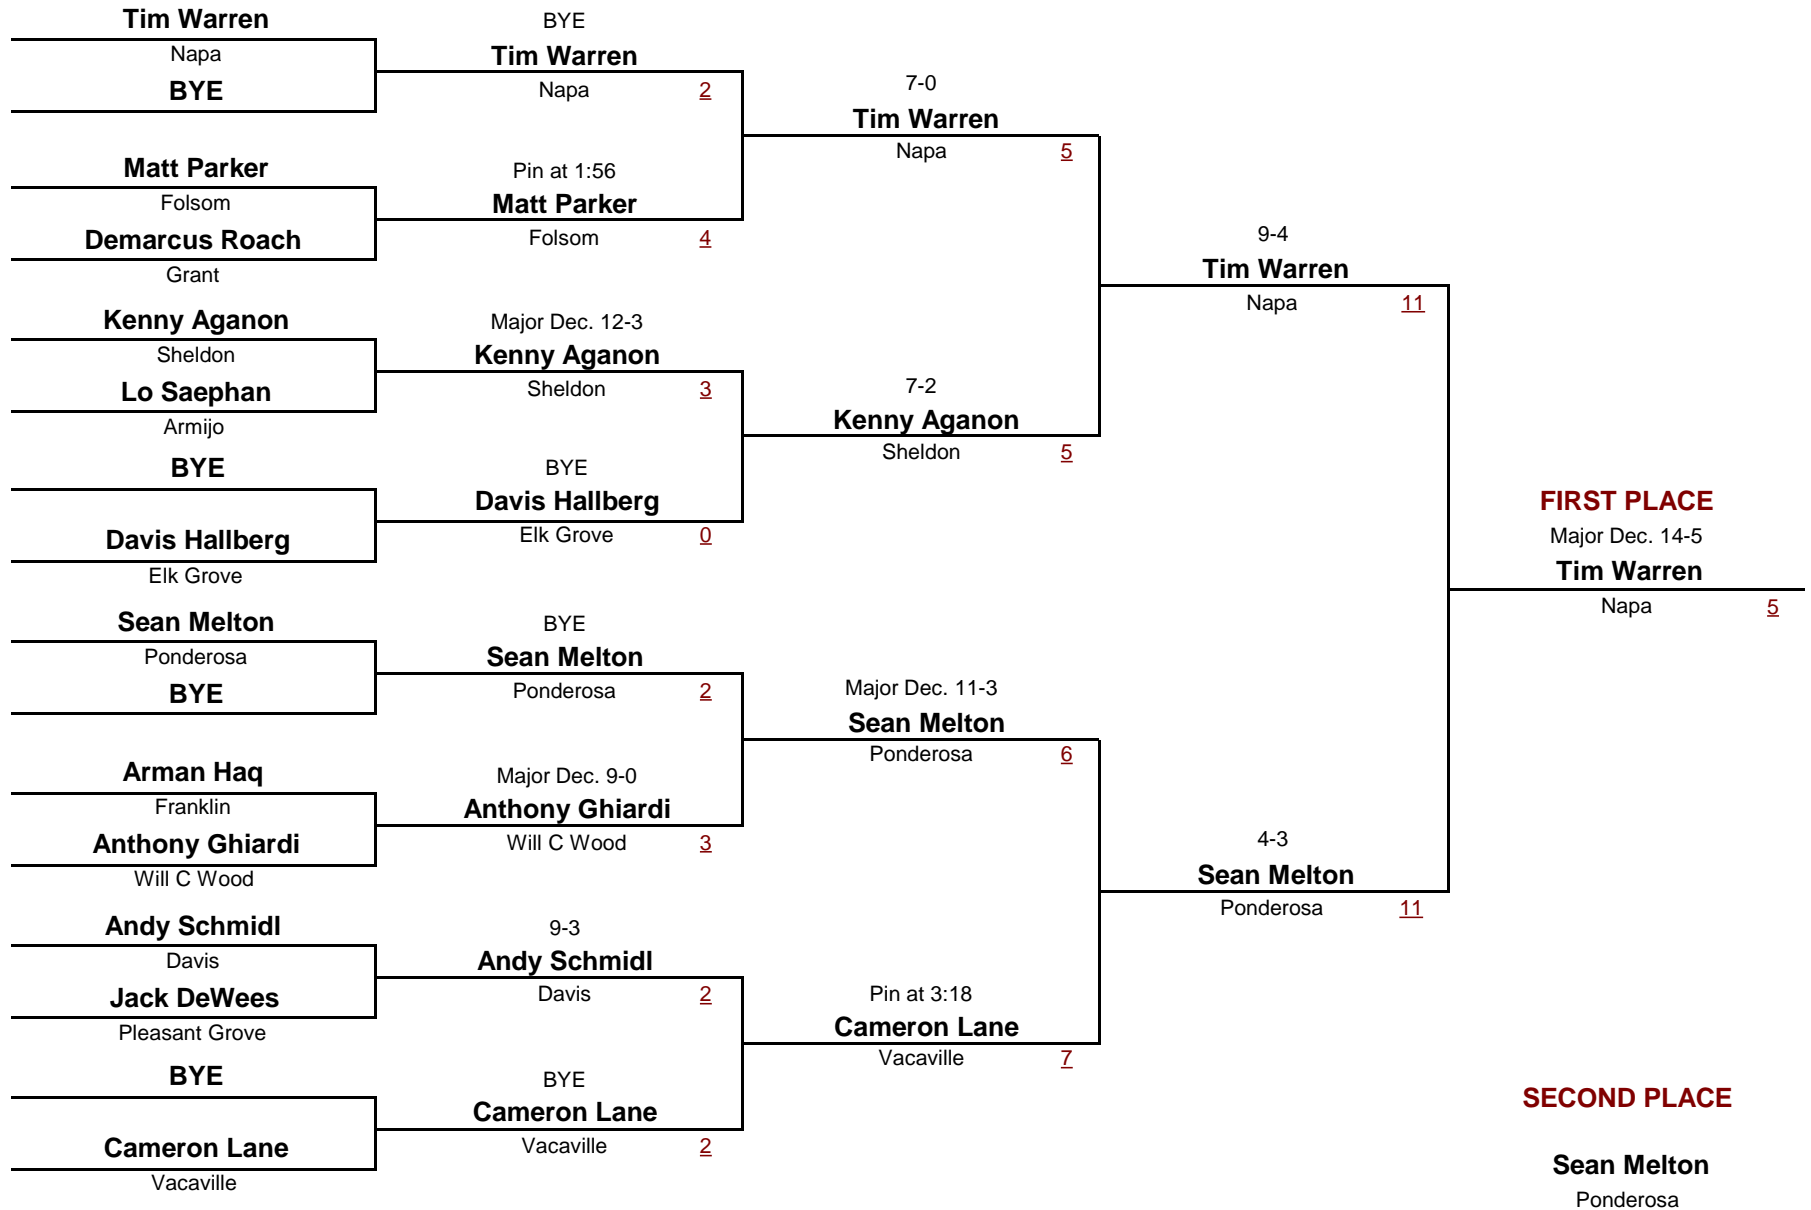 Tim Warren
Napa
BYE
Matt Parker
Folsom
Demarcus Roach
Grant
Kenny Aganon
Sheldon
Lo Saephan
Armijo
BYE
Davis Hallberg
Elk Grove
Sean Melton
Ponderosa
BYE
Arman Haq
Franklin
Anthony Ghiardi
Will C Wood
Andy Schmidl
Davis
Jack DeWees
Pleasant Grove
BYE
Cameron Lane
Vacaville
BYE
Tim Warren
Napa 2
Pin at 1:56
Matt Parker
Folsom 4
Major Dec. 12-3
Kenny Aganon
Sheldon 3
BYE
Davis Hallberg
Elk Grove 0
BYE
Sean Melton
Ponderosa 2
Major Dec. 9-0
Anthony Ghiardi
Will C Wood 3
9-3
Andy Schmidl
Davis 2
BYE
Cameron Lane
Vacaville 2
7-0
Tim Warren
Napa 5
7-2
Kenny Aganon
Sheldon 5
Major Dec. 11-3
Sean Melton
Ponderosa 6
Pin at 3:18
Cameron Lane
Vacaville 7
9-4
Tim Warren
Napa 11
4-3
Sean Melton
Ponderosa 11
FIRST PLACE
Major Dec. 14-5
Tim Warren
Napa 5
SECOND PLACE
Sean Melton
Ponderosa